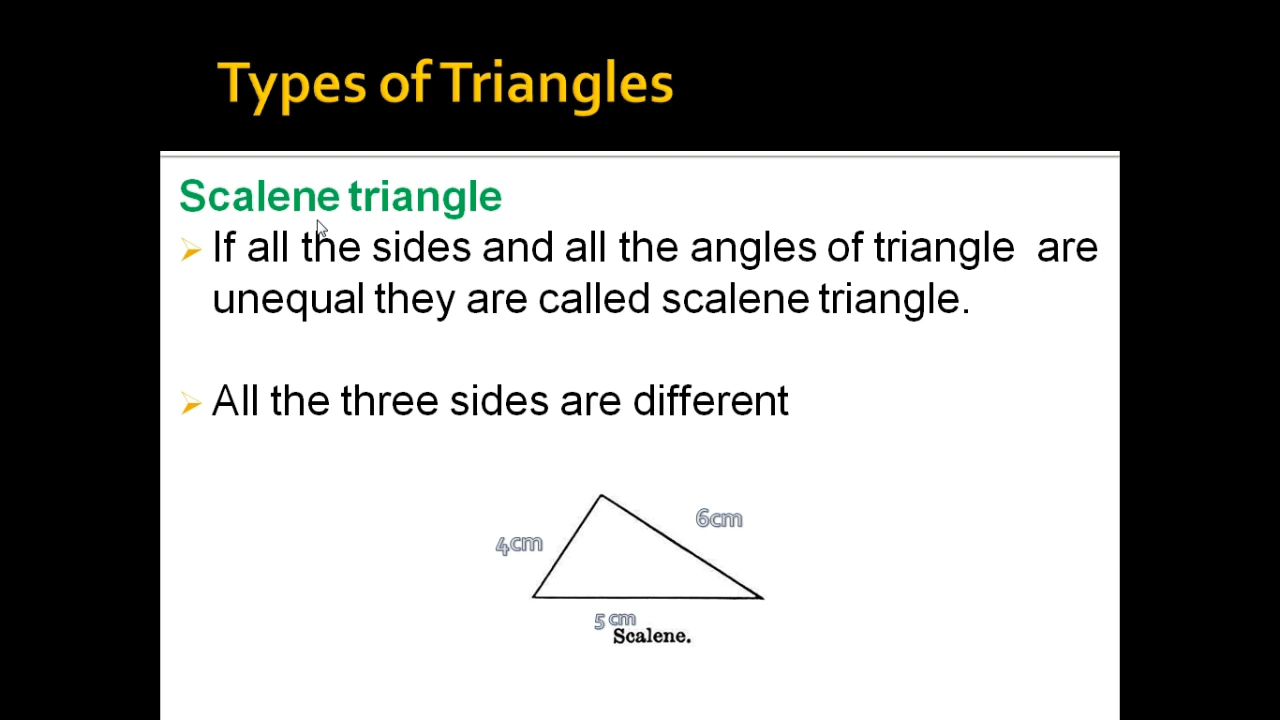 Types of Triangles
Scalene triangle
If all the sides and all the angles of triangle are
unequal they are called scalene triangle.
All the three sides are different
6cm
4cm
5 cm
Scalene.